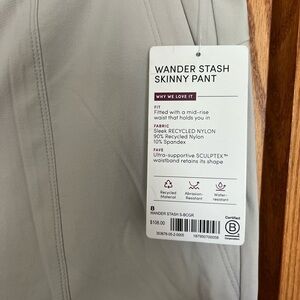 WANDER STASH
SKINNY PANT
WHY WE LOVE IT
FIT
Fitted with a mid-rise
waist that holds you in
FABRIC
Sleek RECYCLED NYLON
90% Recycled Nylon
10% Spandex
FAVE
Ultra-supportive SCULPTEK™
waistband retains its shape
Recycled
Material
Abrasion-
Resistant
Water-
resistant
8
WANDER STASH S-BCGR
$108.00
Certified
B
Corporation